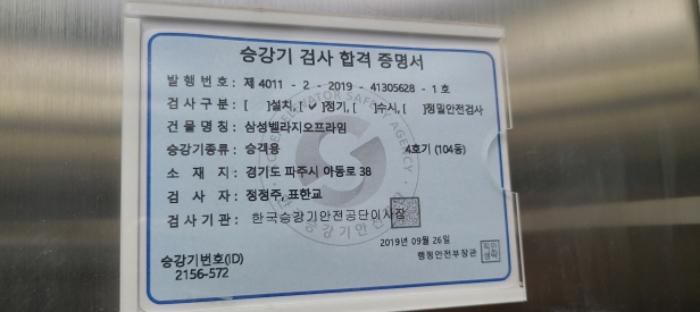 승강기 검사 합격 증명서
발행번호 : 제 4011 - 2 - 2019 - 41305628 - 1 호
검사구분 : [ ]설치, [✓]정기, [ ]수시, [ ]정밀안전검사
건물명칭 : 삼성벨라지오프라임
승강기종류 : 승객용 4호기 (104동)
소재지 : 경기도 파주시 아동로 38
검사자 : 정정주, 표한교
검사기관 : 한국승강기안전공단이사장
2019년 09월 26일
행정안전부장관
승강기번호(ID)
2156-572